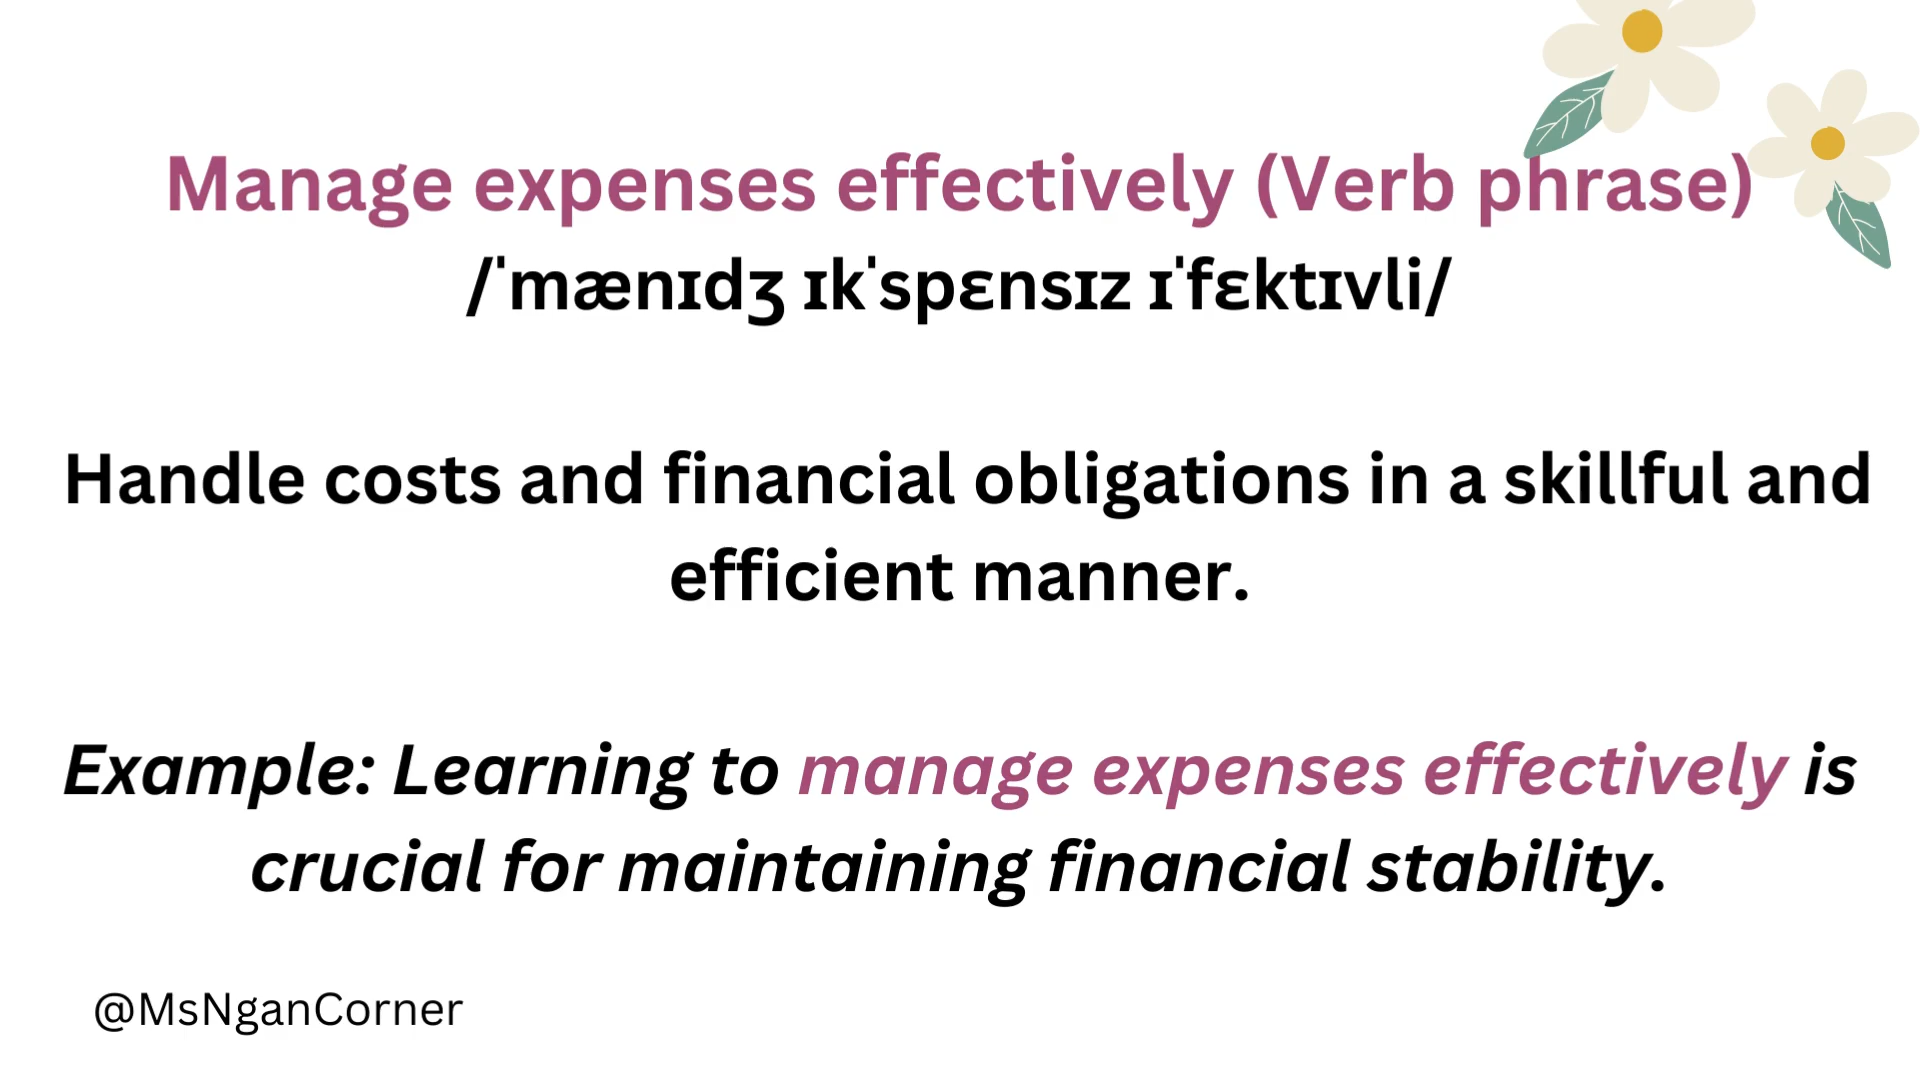 Manage expenses effectively (Verb phrase)
/ˈmænɪdʒ ɪkˈspɛnsɪz ɪˈfɛktɪvli/
Handle costs and financial obligations in a skillful and
efficient manner.
Example: Learning to manage expenses effectively is
crucial for maintaining financial stability.
@MsNganCorner